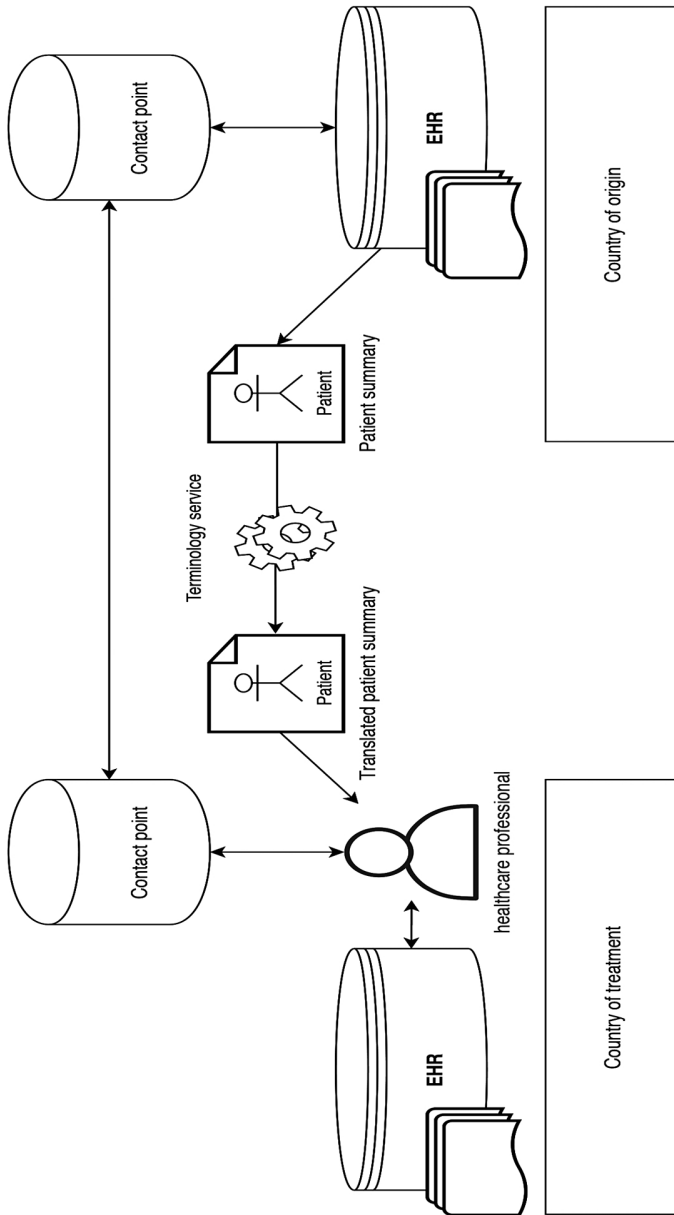 Contact point
Contact point
Terminology service
Patient
Patient
Translated patient summary
Patient summary
EHR
healthcare professional
EHR
Country of treatment
Country of origin